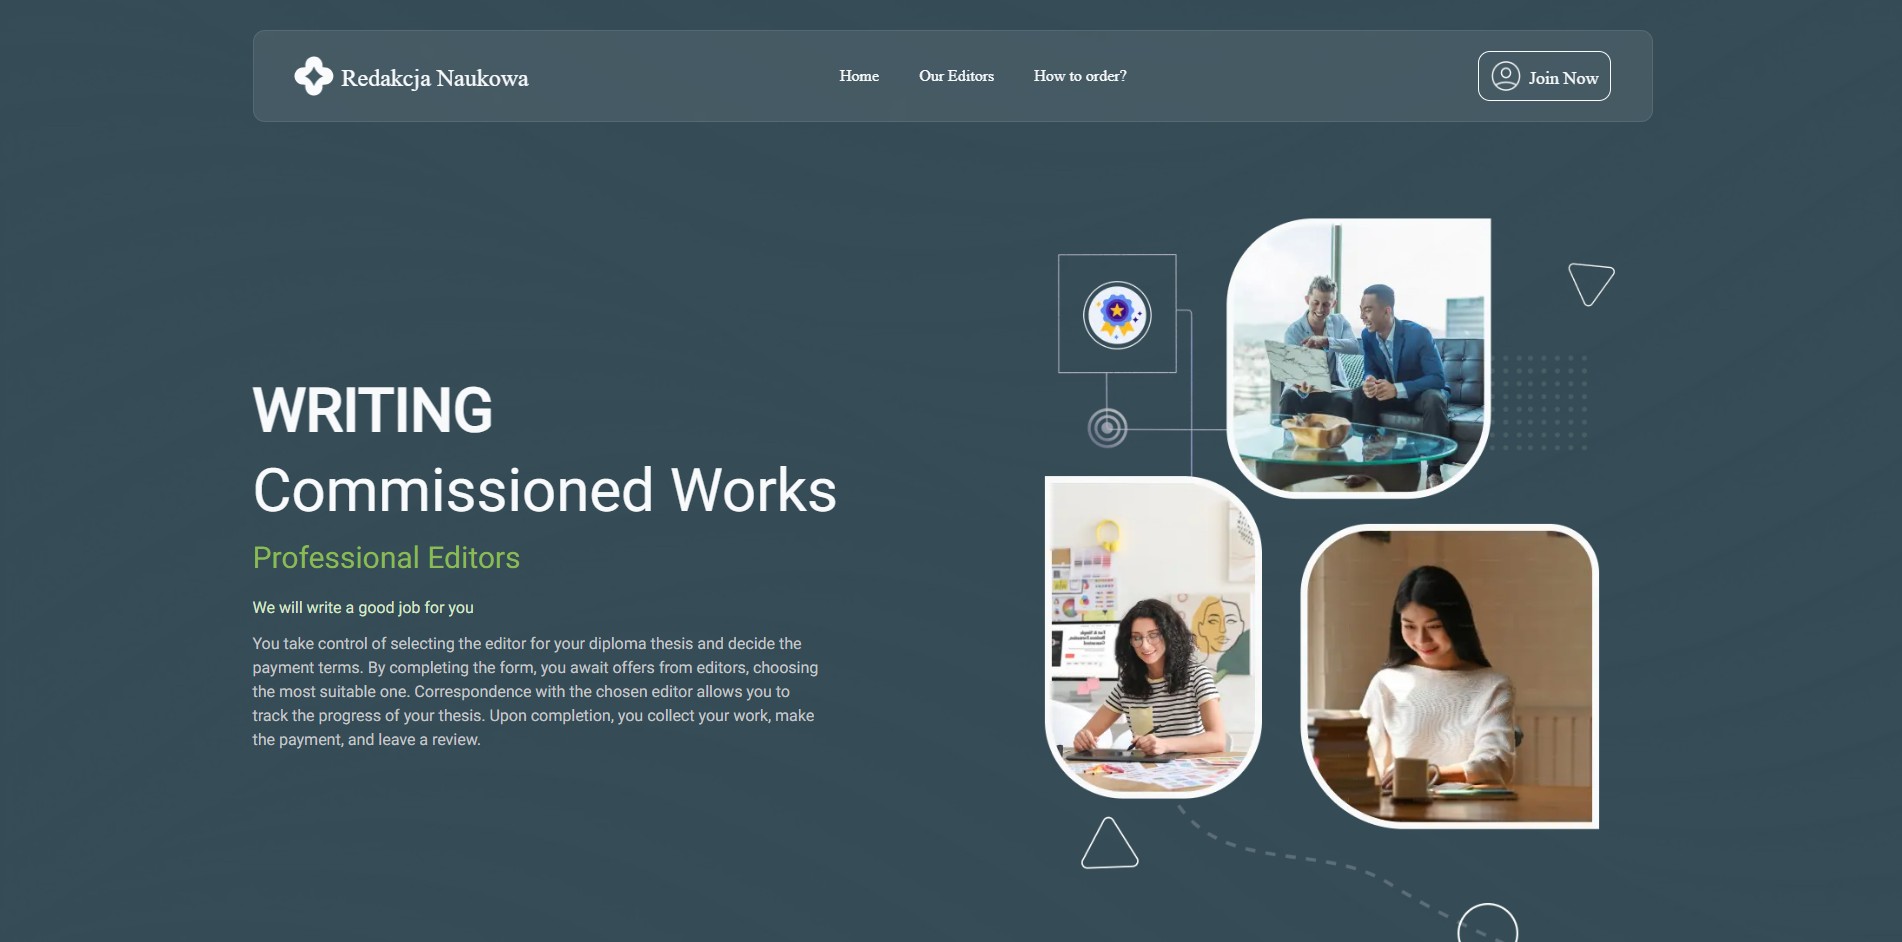 Redakcja Naukowa
Home
Our Editors
How to order?
Join Now
WRITING
Commissioned Works
Professional Editors
We will write a good job for you
You take control of selecting the editor for your diploma thesis and decide the
payment terms. By completing the form, you await offers from editors, choosing
the most suitable one. Correspondence with the chosen editor allows you to
track the progress of your thesis. Upon completion, you collect your work, make
the payment, and leave a review.